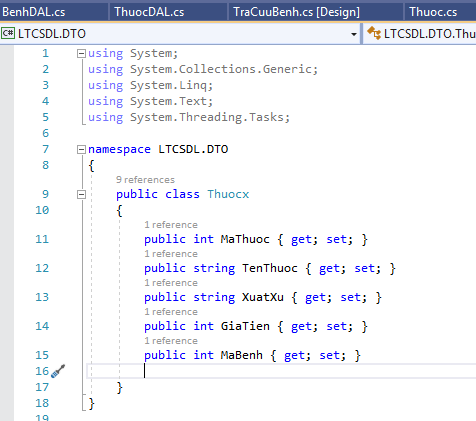 BenhDAL.cs ThuocDAL.cs TraCuuBenh.cs [Design] Thuoc.cs
C# LTCSDL.DTO LTCSDL.DTO.Thu
1 using System;
2 using System.Collections.Generic;
3 using System.Linq;
4 using System.Text;
5 using System.Threading.Tasks;
6
7 namespace LTCSDL.DTO
8 {
9 references
9 public class Thuocx
10 {
1 reference
11 public int MaThuoc { get; set; }
1 reference
12 public string TenThuoc { get; set; }
1 reference
13 public string XuatXu { get; set; }
1 reference
14 public int GiaTien { get; set; }
1 reference
15 public int MaBenh { get; set; }
16
17 }
18 }
19